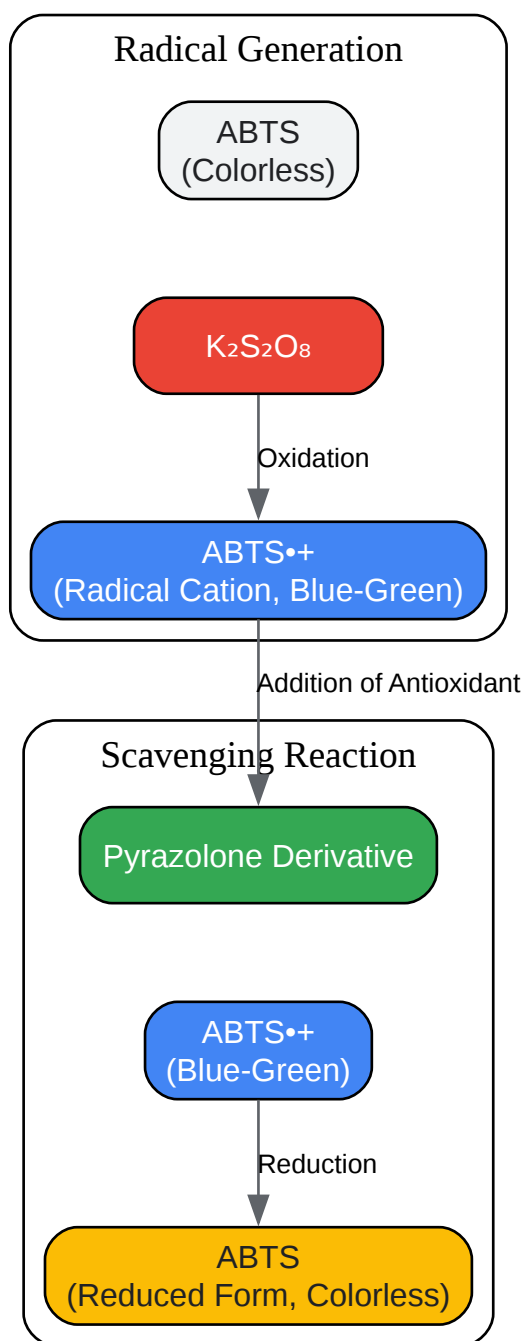 Radical Generation
ABTS
(Colorless)
K₂S₂O₈
Oxidation
ABTS•+
(Radical Cation, Blue-Green)
Addition of Antioxidant
Scavenging Reaction
Pyrazolone Derivative
ABTS•+
(Blue-Green)
Reduction
ABTS
(Reduced Form, Colorless)